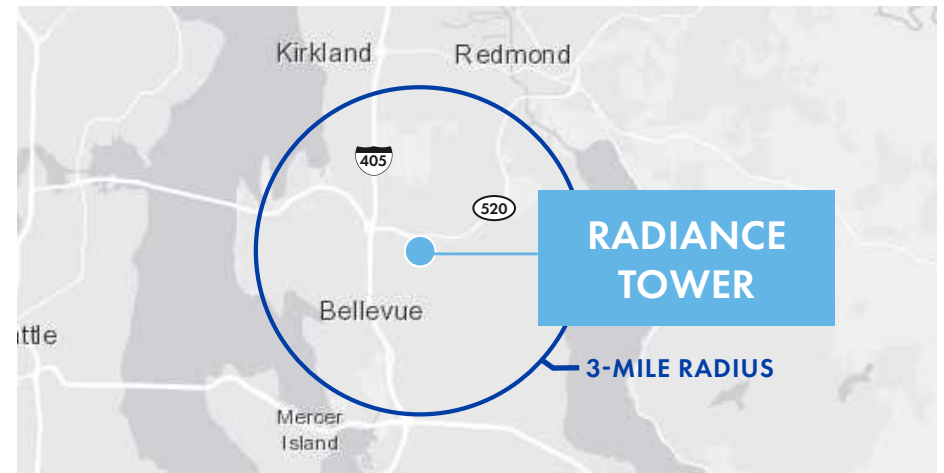 Kirkland
Redmond
405
520
RADIANCE
TOWER
Bellevue
ttle
3-MILE RADIUS
Mercer
Island